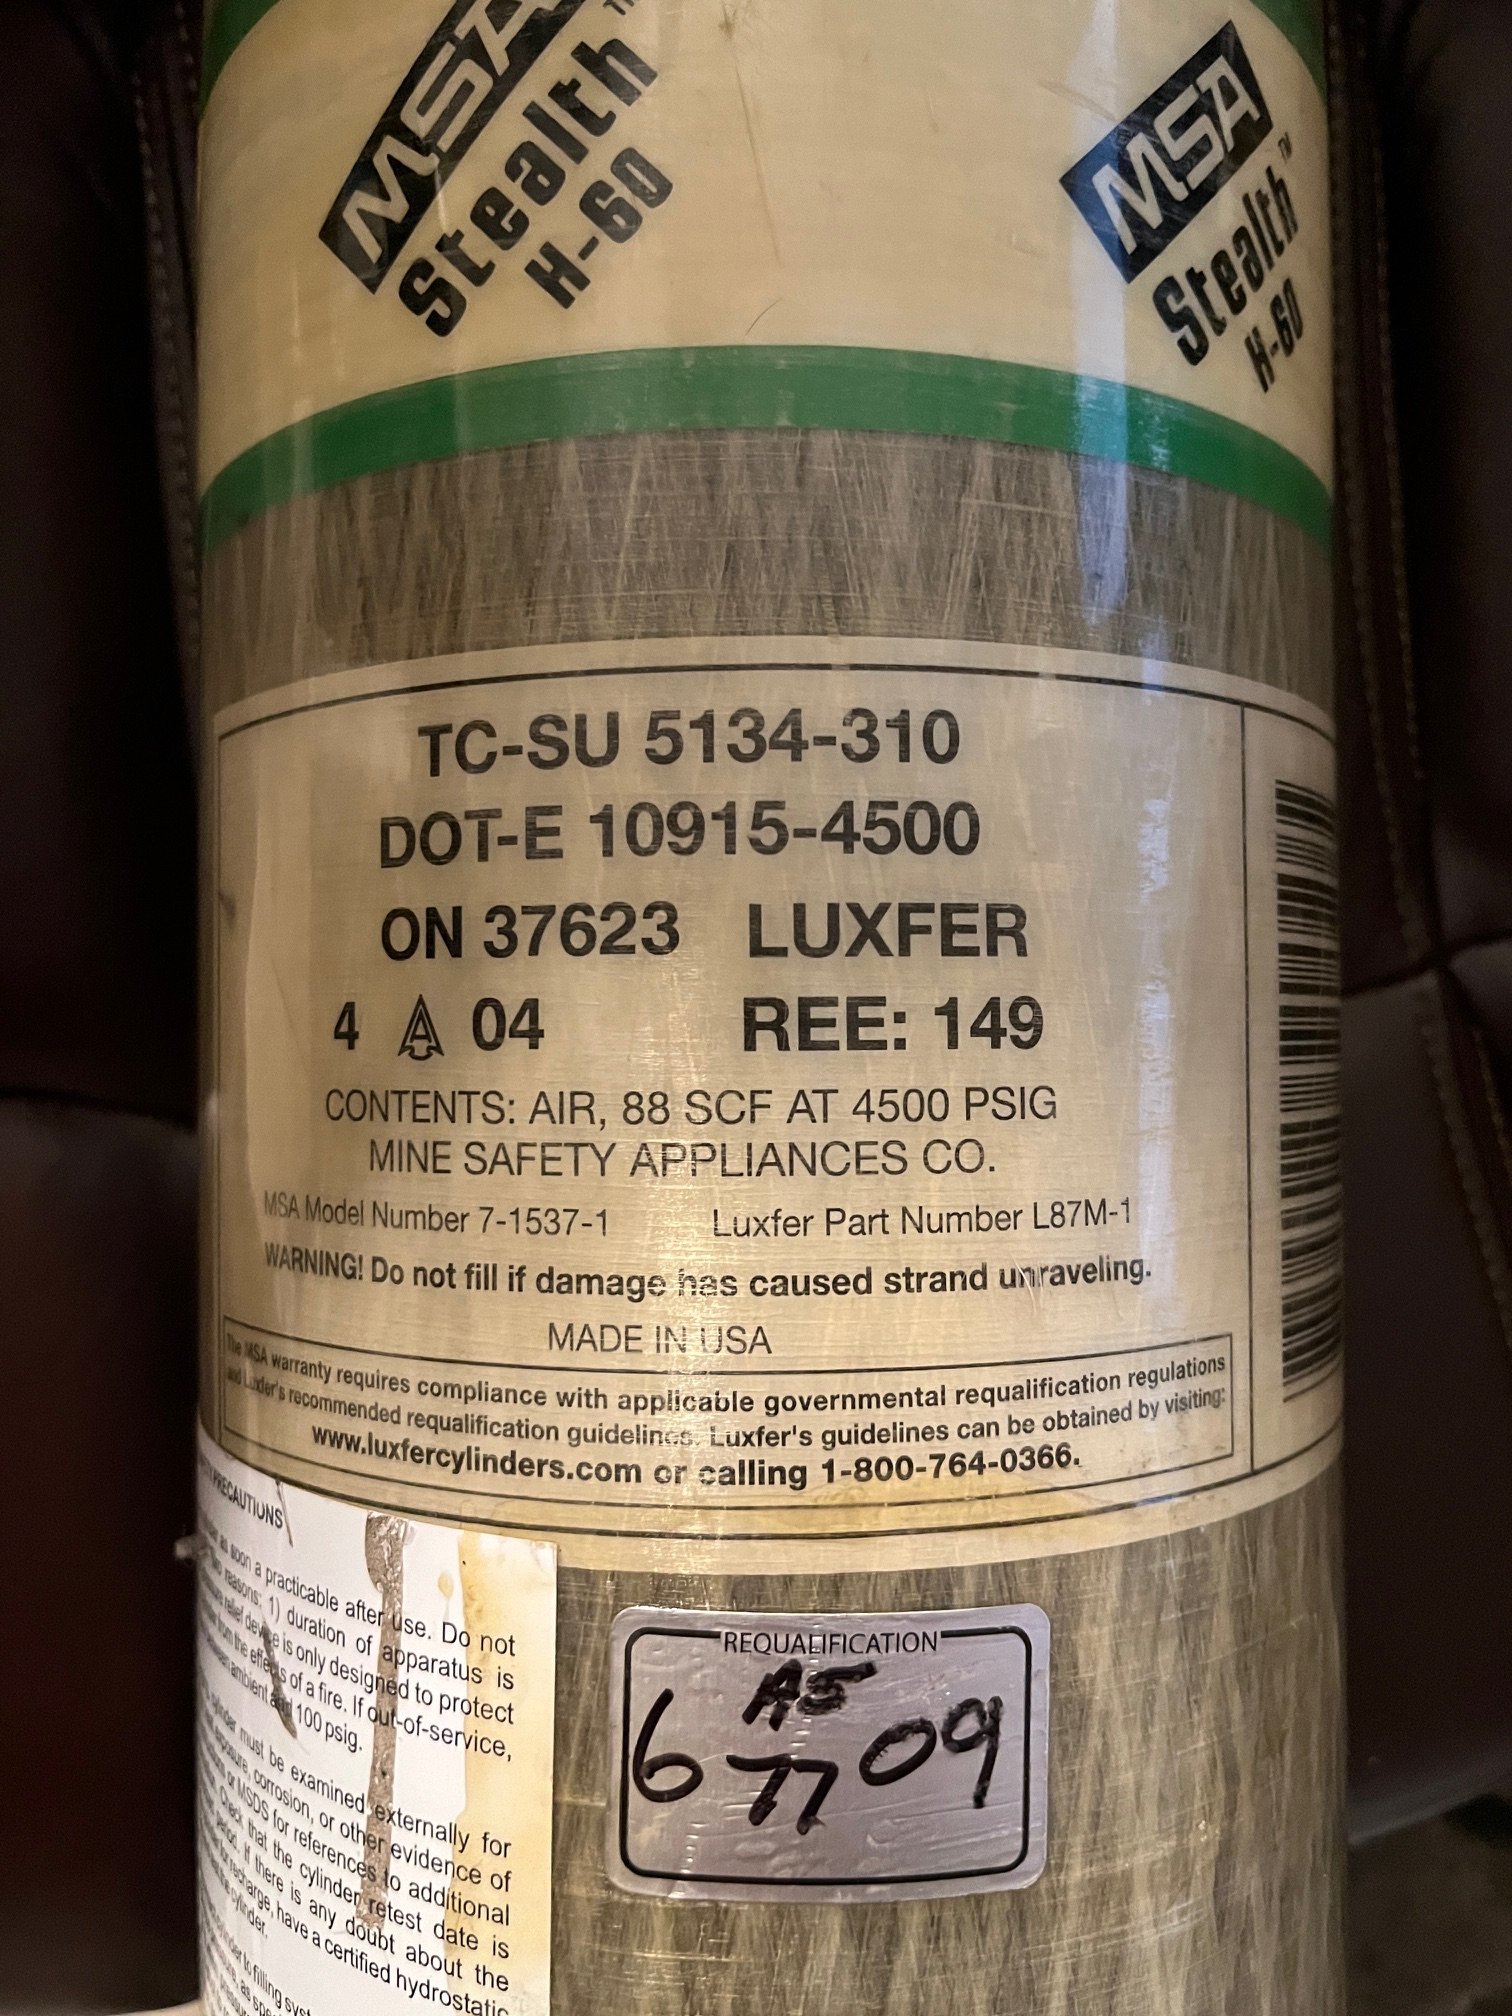 MSA
Stealth
H-60
MSA™
Stealth
H-60
TC-SU 5134-310
DOT-E 10915-4500
ON 37623 LUXFER
4 A 04 REE: 149
CONTENTS: AIR, 88 SCF AT 4500 PSIG
MINE SAFETY APPLIANCES CO.
MSA Model Number 7-1537-1 Luxfer Part Number L87M-1
WARNING! Do not fill if damage has caused strand unraveling.
MADE IN USA
The MSA warranty requires compliance with applicable governmental requalification regulations
and Luxfer's recommended requalification guidelines. Luxfer's guidelines can be obtained by visiting:
www.luxfercylinders.com or calling 1-800-764-0366.
PRECAUTIONS
as soon a practicable after use. Do not
reasons: 1) duration of apparatus is
relief device is only designed to protect
from the effects of a fire. If out-of-service,
ambient and 100 psig.
must be examined externally for
exposure, corrosion, or other evidence of
or MSDS for references to additional
Check that the cylinder retest date is
If there is any doubt about the
recharge, have a certified hydrostatic
cylinder.
to filling
REQUALIFICATION
A5
6 77 09